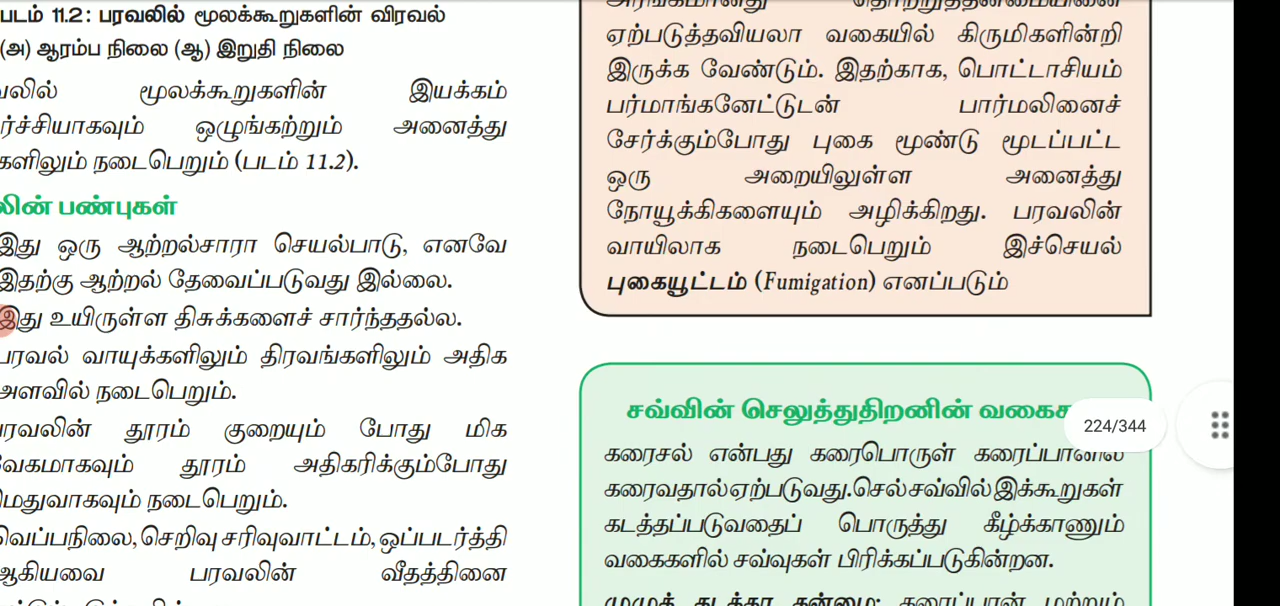 படம் 11.2: பரவலில் மூலக்கூறுகளின் விரவல்
(அ) ஆரம்ப நிலை (ஆ) இறுதி நிலை
மூலக்கூறுகளின் இயக்கம்
ஒழுங்கற்றும் அனைத்து
நடைபெறும் (படம் 11.2).
பண்புகள்
இது ஒரு ஆற்றல்சாரா செயல்பாடு, எனவே
இதற்கு ஆற்றல் தேவைப்படுவது இல்லை.
இது உயிருள்ள திசுக்களைச் சார்ந்ததல்ல.
பரவல் வாயுக்களிலும் திரவங்களிலும் அதிக
அளவில் நடைபெறும்.
பரவலின் தூரம் குறையும் போது மிக
வேகமாகவும் தூரம் அதிகரிக்கும்போது
மெதுவாகவும் நடைபெறும்.
வெப்பநிலை, செறிவு சரிவுவாட்டம், ஒப்படர்த்தி
ஆகியவை பரவலின் வீதத்தினை
ஏற்படுத்தவியலா வகையில் கிருமிகளின்றி
இருக்க வேண்டும். இதற்காக, பொட்டாசியம்
பர்மாங்கனேட்டுடன் பார்மலினைச்
சேர்க்கும்போது புகை மூண்டு மூடப்பட்ட
ஒரு அறையிலுள்ள அனைத்து
நோயூக்கிகளையும் அழிக்கிறது. பரவலின்
வாயிலாக நடைபெறும் இச்செயல்
புகையூட்டம் (Fumigation) எனப்படும்
சவ்வின் செலுத்துதிறனின்
224/344
கரைசல் என்பது கரைபொருள் கரைப்பானில்
கரைவதால்ஏற்படுவது.செல்சவ்வில்இக்கூறுகள்
கடத்தப்படுவதைப் பொருத்து கீழ்க்காணும்
வகைகளில் சவ்வுகள் பிரிக்கப்படுகின்றன.